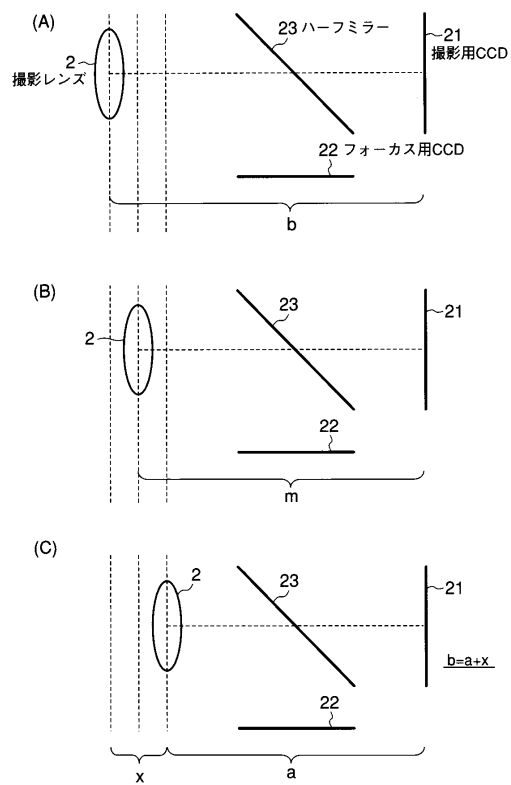 (A)
23 ハーフミラー
21
撮影用CCD
2
撮影レンズ
22 フォーカス用CCD
b
(B)
23
21
2
22
m
(C)
2
23
21
b=a+x
22
x
a